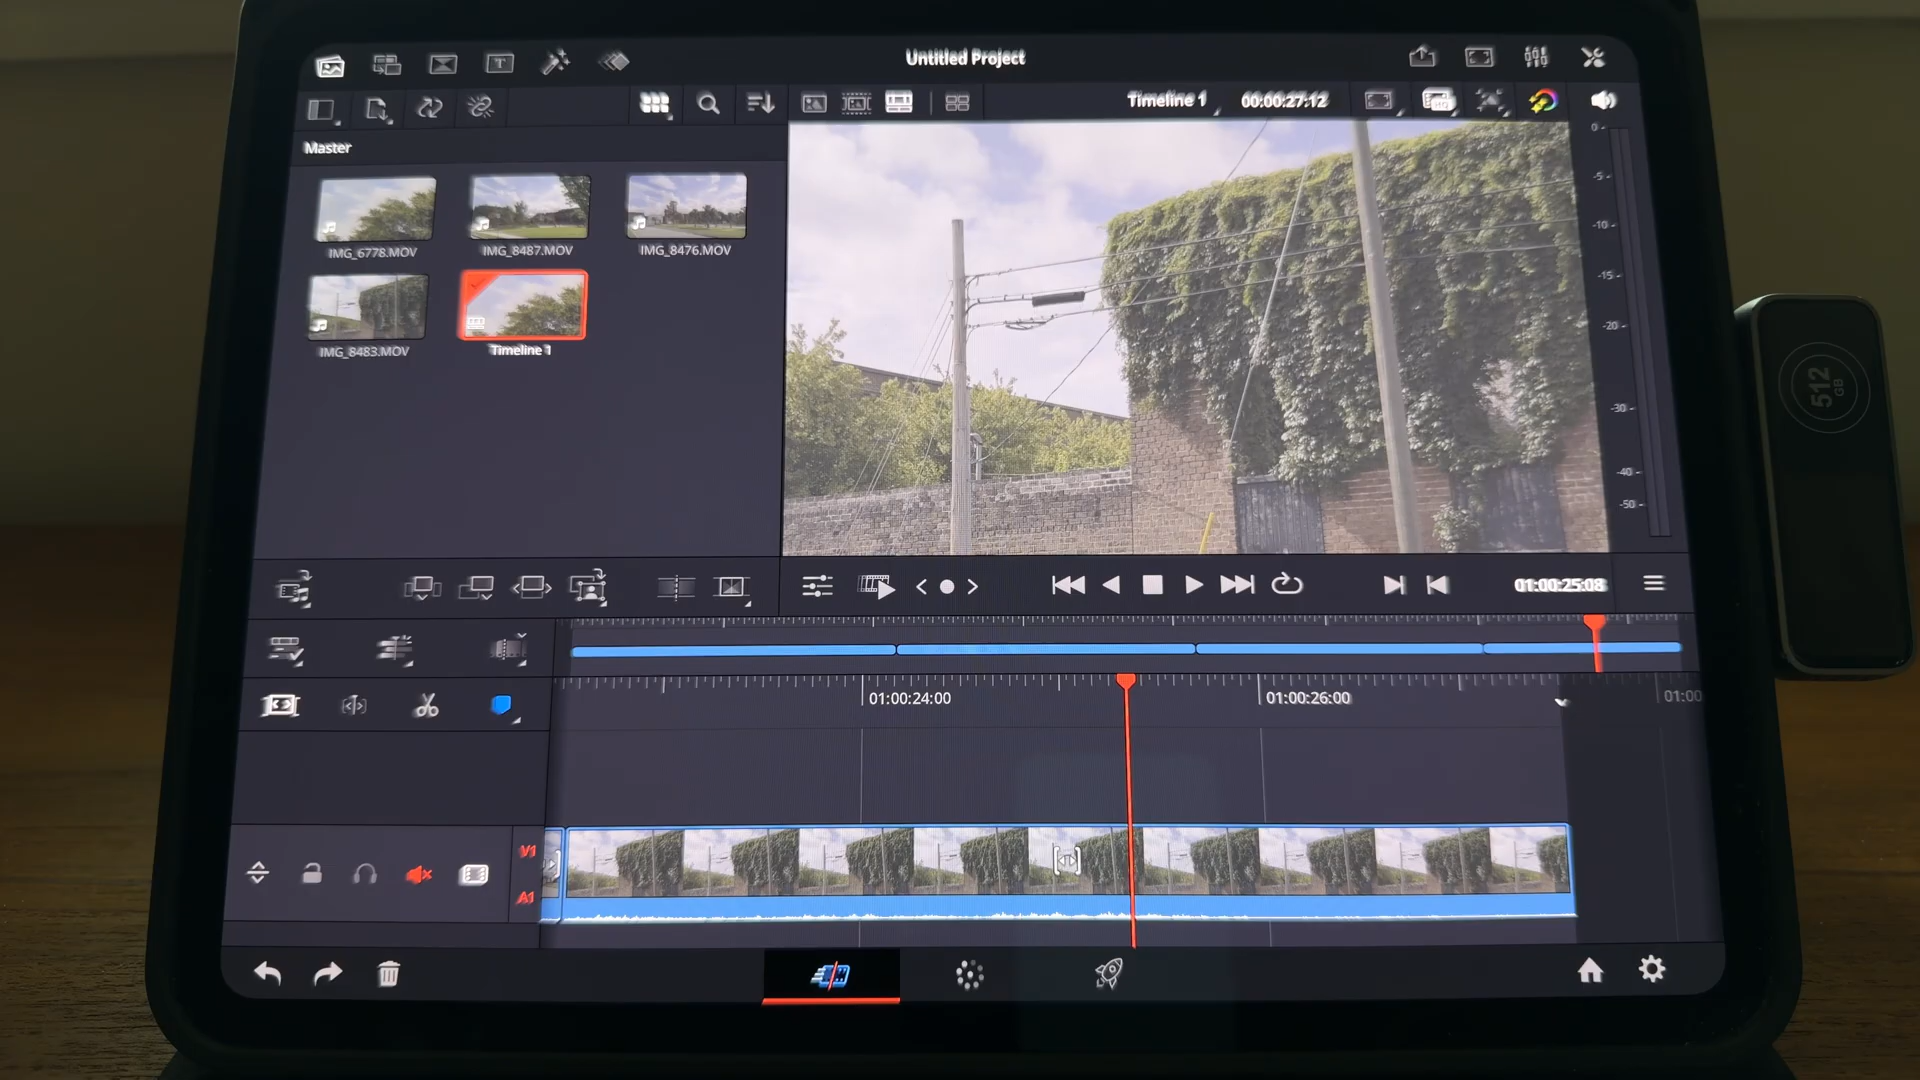 Untitled Project
Timeline 1
00:00:27:12
HQ
Master
IMG_6778.MOV
IMG_8487.MOV
IMG_8476.MOV
IMG_8483.MOV
Timeline 1
0
-5
-10
-15
-20
-30
-40
-50
512
GB
01:00:25:08
01:00:24:00
01:00:26:00
01:00
V1
A1